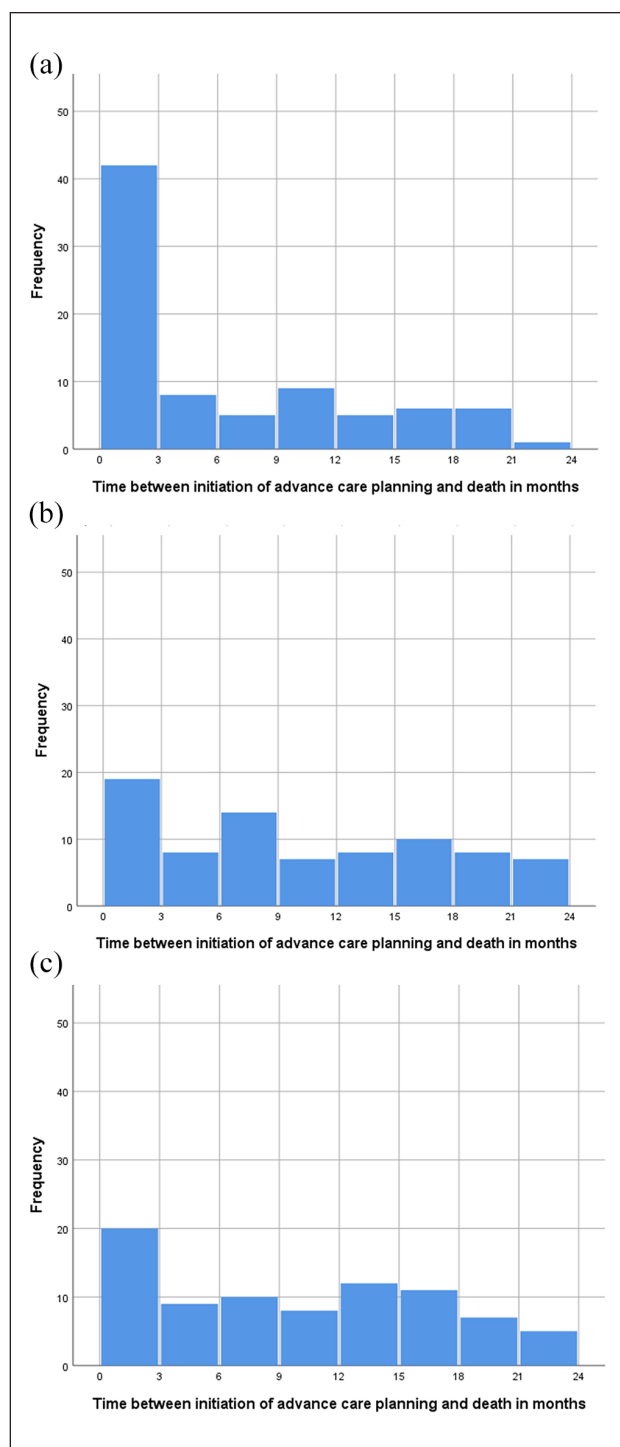 (a)
50
40
30
20
10
0
Frequency
0 3 6 9 12 15 18 21 24
Time between initiation of advance care planning and death in months
(b)
50
40
30
20
10
0
Frequency
0 3 6 9 12 15 18 21 24
Time between initiation of advance care planning and death in months
(c)
50
40
30
20
10
0
Frequency
0 3 6 9 12 15 18 21 24
Time between initiation of advance care planning and death in months